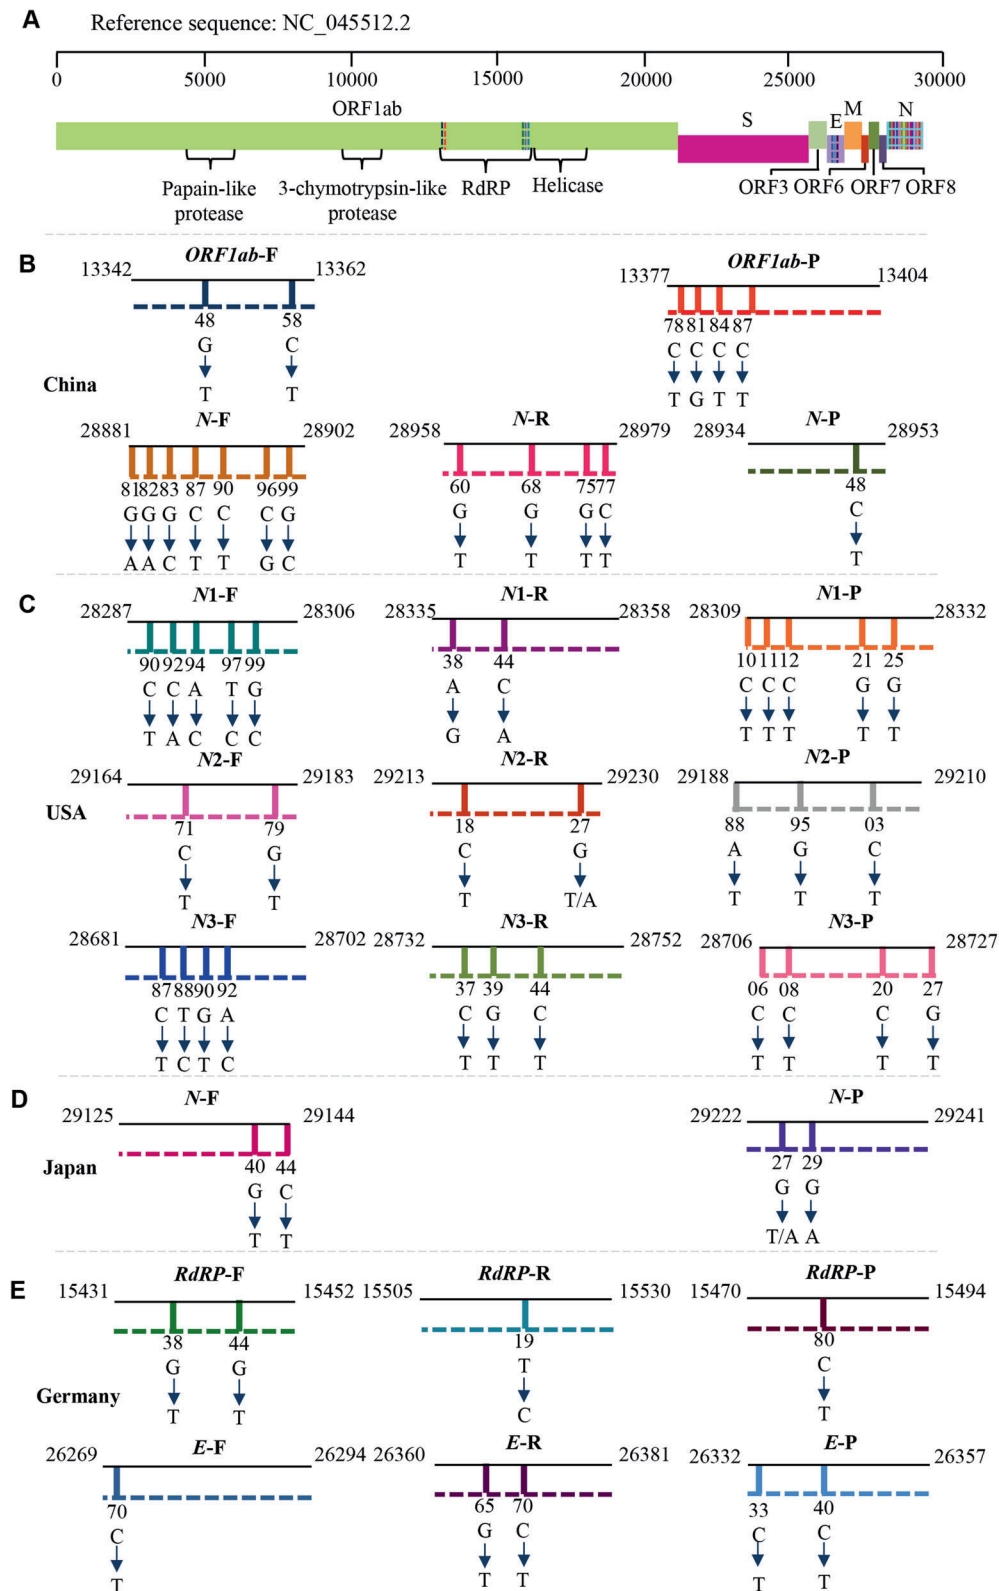 A
Reference sequence: NC_045512.2
0 5000 10000 15000 20000 25000 30000
ORF1ab S E M N
Papain-like protease
3-chymotrypsin-like protease
RdRP
Helicase
ORF3 ORF6 ORF7 ORF8
B
China
13342 ORF1ab-F 13362
48 58
G C
T T
13377 ORF1ab-P 13404
78 81 84 87
C C C C
T G T T
28881 N-F 28902
81 82 83 87 90 96 99
G G G C C C G
A A C T T G C
28958 N-R 28979
60 68 75 77
G G G C
T T T T
28934 N-P 28953
48
C
T
C
USA
28287 N1-F 28306
90 92 94 97 99
C C A T G
T A C C C
28335 N1-R 28358
38 44
A C
G A
28309 N1-P 28332
10 11 12 21 25
C C C G G
T T T T T
29164 N2-F 29183
71 79
C G
T T
29213 N2-R 29230
18 27
C G
T T/A
29188 N2-P 29210
88 95 03
A G C
T T T
28681 N3-F 28702
87 88 90 92
C T G A
T C T C
28732 N3-R 28752
37 39 44
C G C
T T T
28706 N3-P 28727
06 08 20 27
C C C G
T T T T
D
Japan
29125 N-F 29144
40 44
G C
T T
29222 N-P 29241
27 29
G G
T/A A
E
Germany
15431 RdRP-F 15452
38 44
G G
T T
15505 RdRP-R 15530
19
T
C
15470 RdRP-P 15494
80
C
T
26269 E-F 26294
70
C
T
26360 E-R 26381
65 70
G C
T T
26332 E-P 26357
33 40
C C
T T